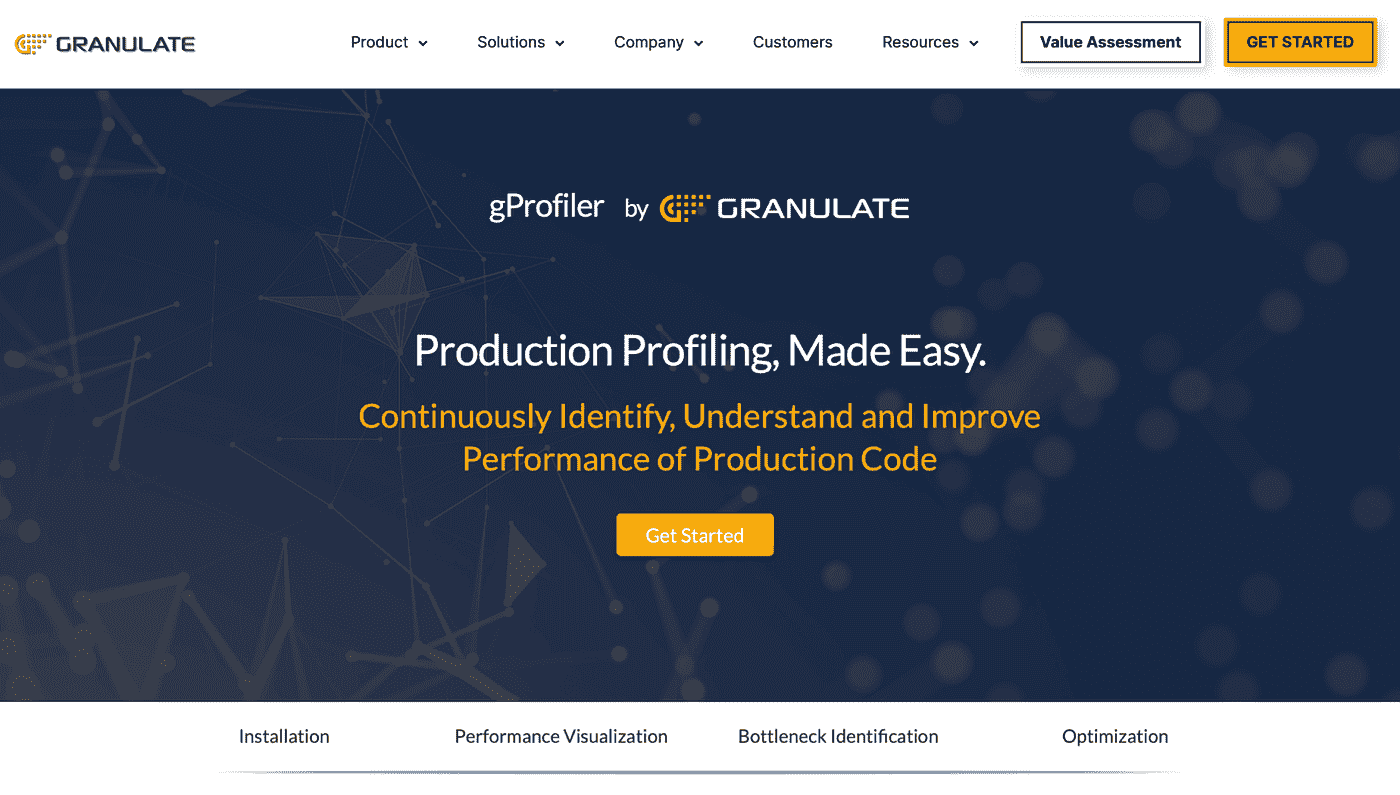 GRANULATE
Product
Solutions
Company
Customers
Resources
Value Assessment
GET STARTED
gProfiler by GRANULATE
Production Profiling, Made Easy.
Continuously Identify, Understand and Improve
Performance of Production Code
Get Started
Installation
Performance Visualization
Bottleneck Identification
Optimization